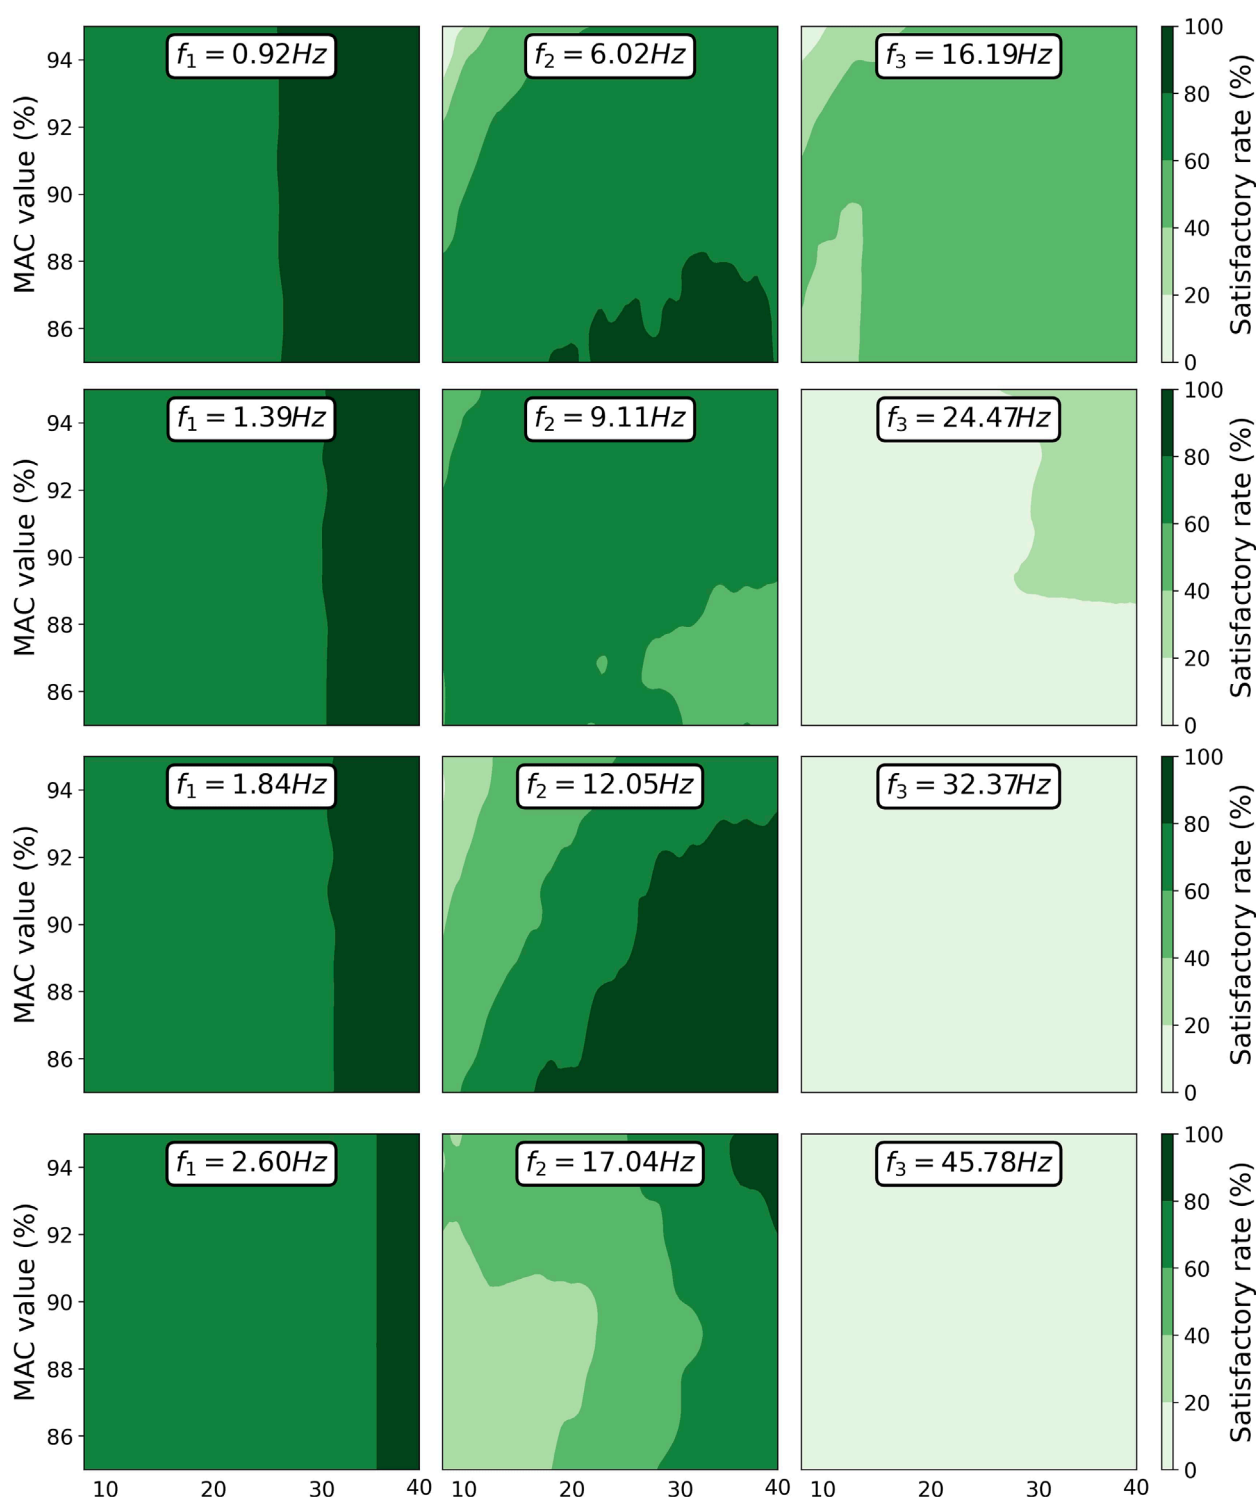 f₁ = 0.92Hz
f₂ = 6.02Hz
f₃ = 16.19Hz
MAC value (%)
94
92
90
88
86
100
80
60
40
20
0
Satisfactory rate (%)
f₁ = 1.39Hz
f₂ = 9.11Hz
f₃ = 24.47Hz
MAC value (%)
94
92
90
88
86
100
80
60
40
20
0
Satisfactory rate (%)
f₁ = 1.84Hz
f₂ = 12.05Hz
f₃ = 32.37Hz
MAC value (%)
94
92
90
88
86
100
80
60
40
20
0
Satisfactory rate (%)
f₁ = 2.60Hz
f₂ = 17.04Hz
f₃ = 45.78Hz
MAC value (%)
94
92
90
88
86
100
80
60
40
20
0
Satisfactory rate (%)
10 20 30 40 10 20 30 40 10 20 30 40